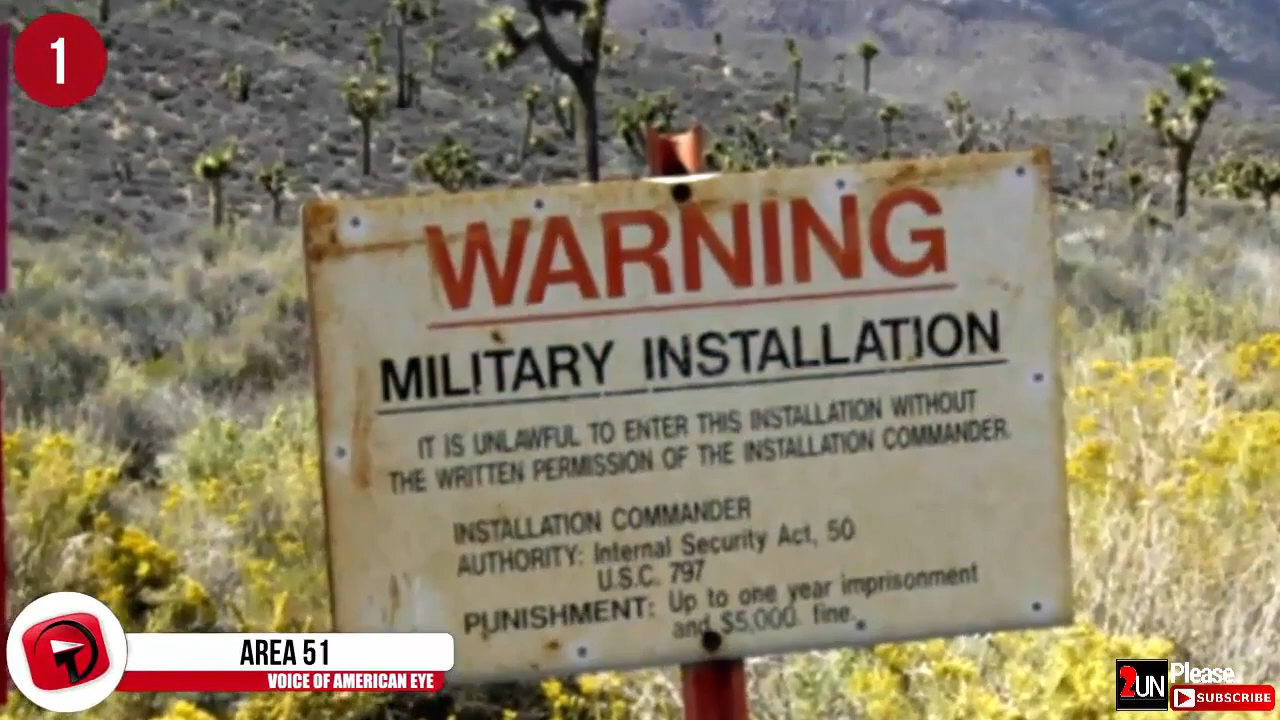 1
WARNING
MILITARY INSTALLATION
IT IS UNLAWFUL TO ENTER THIS INSTALLATION WITHOUT
THE WRITTEN PERMISSION OF THE INSTALLATION COMMANDER.
INSTALLATION COMMANDER
AUTHORITY: Internal Security Act, 50
U.S.C. 797
PUNISHMENT: Up to one year imprisonment
and $5,000. fine.
AREA 51
VOICE OF AMERICAN EYE
2UN
Please
SUBSCRIBE